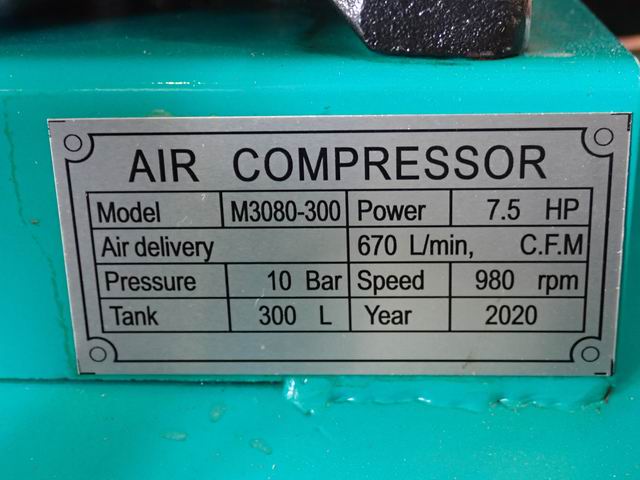 AIR COMPRESSOR
Model M3080-300 Power 7.5 HP
Air delivery 670 L/min, C.F.M
Pressure 10 Bar Speed 980 rpm
Tank 300 L Year 2020